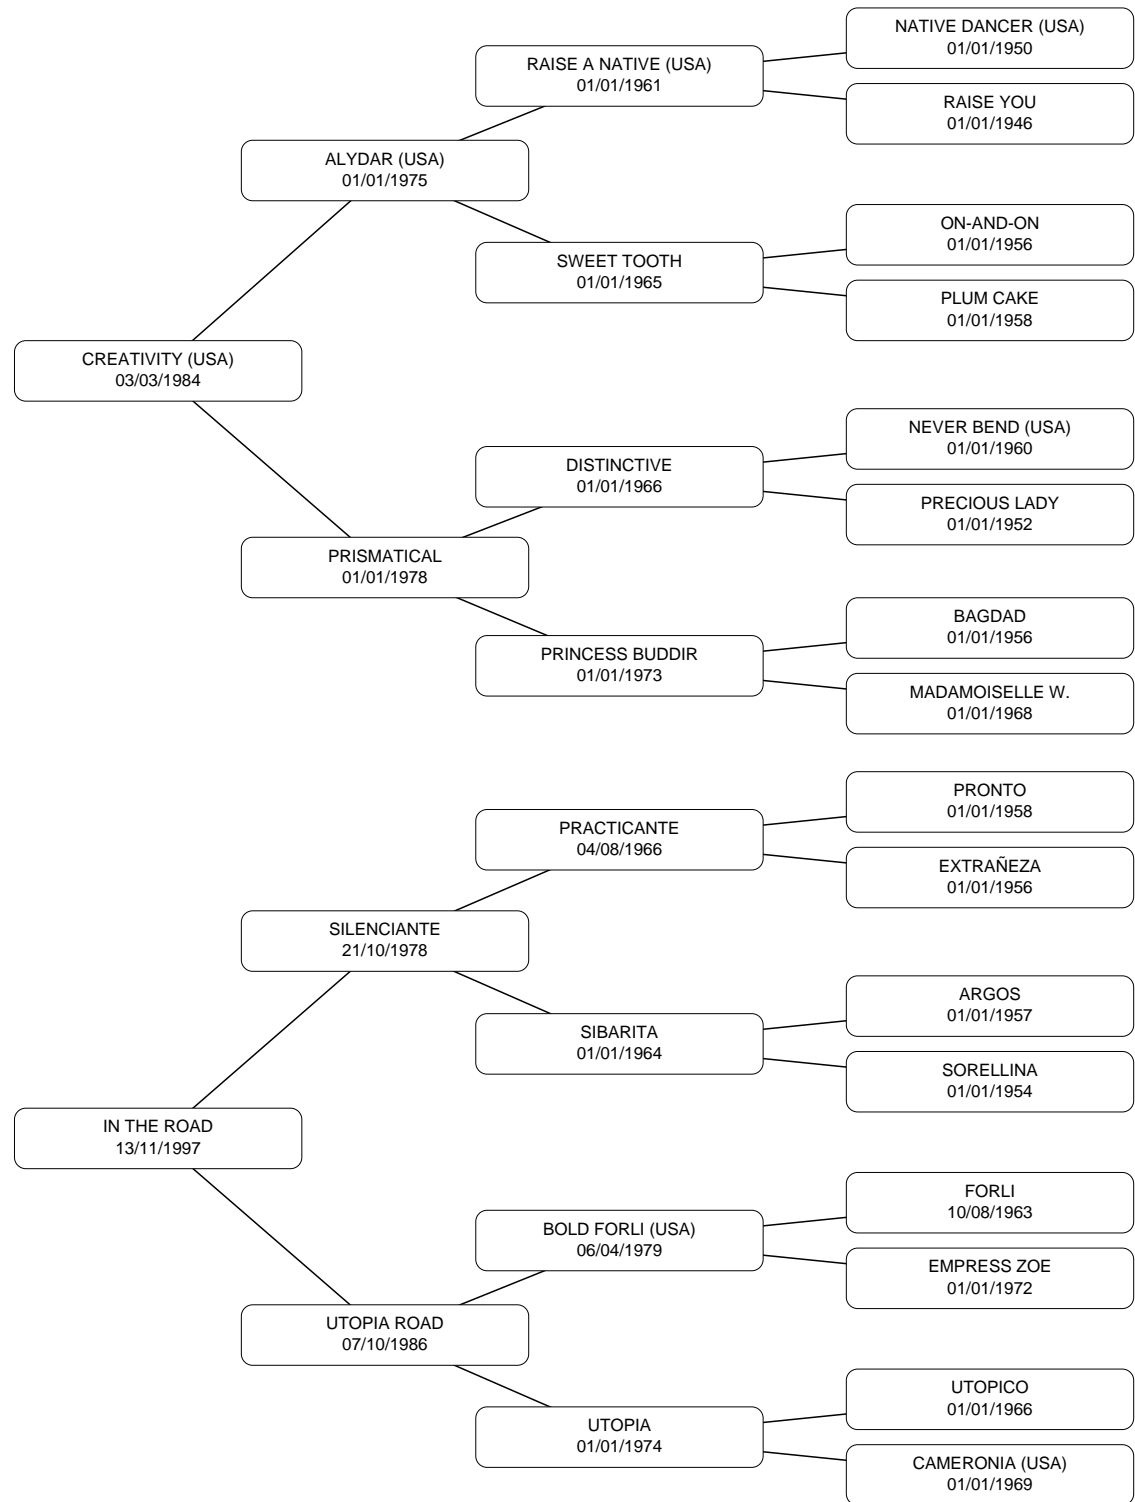 NATIVE DANCER (USA)
01/01/1950
RAISE A NATIVE (USA)
01/01/1961
RAISE YOU
01/01/1946
ALYDAR (USA)
01/01/1975
ON-AND-ON
01/01/1956
SWEET TOOTH
01/01/1965
PLUM CAKE
01/01/1958
CREATIVITY (USA)
03/03/1984
NEVER BEND (USA)
01/01/1960
DISTINCTIVE
01/01/1966
PRECIOUS LADY
01/01/1952
PRISMATICAL
01/01/1978
BAGDAD
01/01/1956
PRINCESS BUDDIR
01/01/1973
MADAMOISELLE W.
01/01/1968
PRONTO
01/01/1958
PRACTICANTE
04/08/1966
EXTRAÑEZA
01/01/1956
SILENCIANTE
21/10/1978
ARGOS
01/01/1957
SIBARITA
01/01/1964
SORELLINA
01/01/1954
IN THE ROAD
13/11/1997
FORLI
10/08/1963
BOLD FORLI (USA)
06/04/1979
EMPRESS ZOE
01/01/1972
UTOPIA ROAD
07/10/1986
UTOPICO
01/01/1966
UTOPIA
01/01/1974
CAMERONIA (USA)
01/01/1969